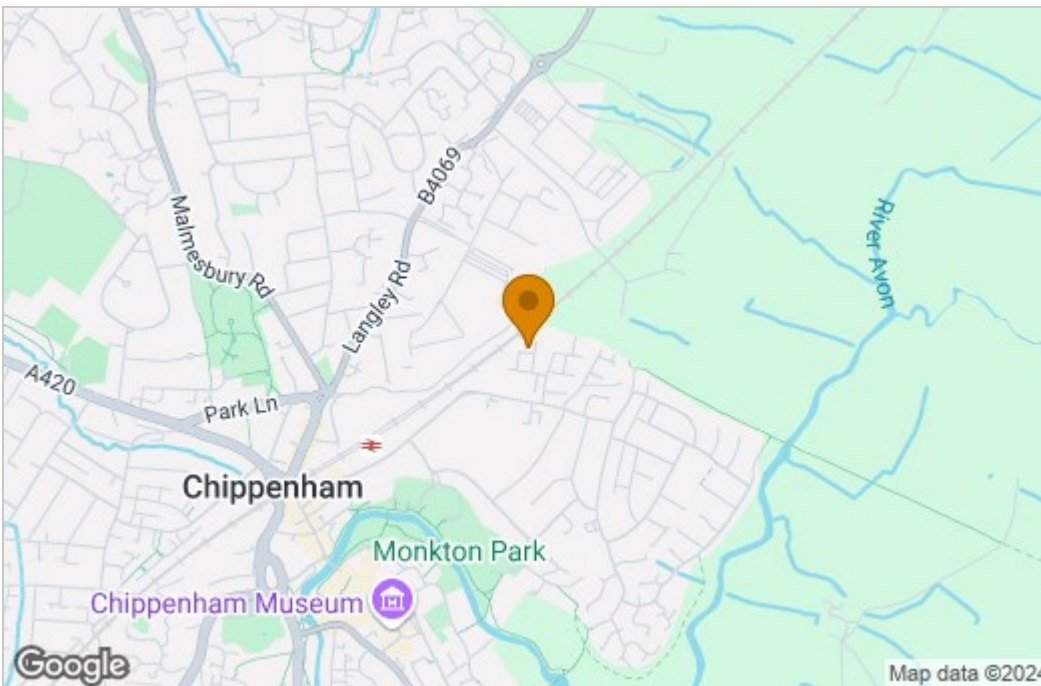 B4069
Malmesbury Rd
Langley Rd
River Avon
A420
Park Ln
Chippenham
Monkton Park
Chippenham Museum
Google
Map data ©2024